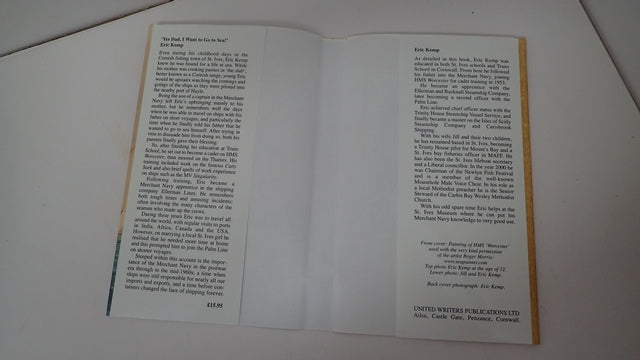 "Yes Dad, I Want to Go to Sea!"
Eric Kemp
Even during his childhood days in the
Cornish fishing town of St. Ives, Eric Kemp
knew he was bound for a life at sea. While
his mother was cooking pasties in 'the slab',
better known as a Cornish range, young Eric
would be upstairs watching the comings and
goings of the ships as they were piloted into
the nearby port of Hayle.
Being the son of a captain in the Merchant
Navy left Eric's upbringing mainly to his
mother, but he remembers well the days
when he was able to travel on ships with his
father on short voyages, and particularly the
time when he finally told his father that he
wanted to go to sea himself. After trying in
vain to dissuade him from doing so, both his
parents finally gave their blessing.
So, after finishing his education at Truro
School, he set out to become a cadet on HMS
Worcester, then moored on the Thames. His
training included work on the famous Cutty
Sark and also brief spells of work experience
on ships such as the MV Singularity.
Following training, Eric became a
Merchant Navy apprentice in the shipping
company Ellerman Lines. He remembers
both tough times and amusing incidents;
often involving the many characters of the
seamen who made up the crews.
During these years Eric was to travel all
around the world, with regular visits to ports
in India, Africa, Canada and the USA.
However, on marrying a local St. Ives girl he
realised that he needed more time at home
and this prompted him to join the Palm Line
on shorter voyages.
Steeped within this account is the impor-
tance of the Merchant Navy in the postwar
era through to the mid-1960s; a time when
ships were still responsible for nearly all our
imports and exports, and a time before con-
tainers changed the face of shipping forever.
£15.95
Eric Kemp
As detailed in this book, Eric Kemp was
educated in both St. Ives schools and Truro
School in Cornwall. From here he followed
his father into the Merchant Navy, joining
HMS Worcester for cadet training in 1953.
He became an apprentice with the
Ellerman and Bucknall Steamship Company,
later becoming a second officer with the
Palm Line.
Eric achieved chief officer status with the
Trinity House Steamship Vessel Service, and
finally became a master on the Isles of Scilly
Steamship Company and Carisbrook
Shipping.
With his wife Jill and their two children,
he has remained based in St. Ives, becoming
a Trinity House pilot for Mount's Bay and a
St. Ives bay fisheries officer in MAFF. He
has also been the St. Ives lifeboat secretary
and a Liberal councillor. In the year 2000 he
was Chairman of the Newlyn Fish Festival
and is a member of the well-known
Mousehole Male Voice Choir. In his role as
a local Methodist preacher he is the Senior
Steward of the Carbis Bay Wesley Methodist
Church.
With his odd spare time Eric helps at the
St. Ives Museum where he can put his
Merchant Navy knowledge to very good use.
Front cover: Painting of HMS "Worcester"
used with the very kind permission
of the artist Roger Morris:
Top photo Eric Kemp at the age of 12.
Lower photo: Jill and Eric Kemp.
Back cover photograph: Eric Kemp.
UNITED WRITERS PUBLICATIONS LTD
Ailsa, Castle Gate, Penzance, Cornwall.